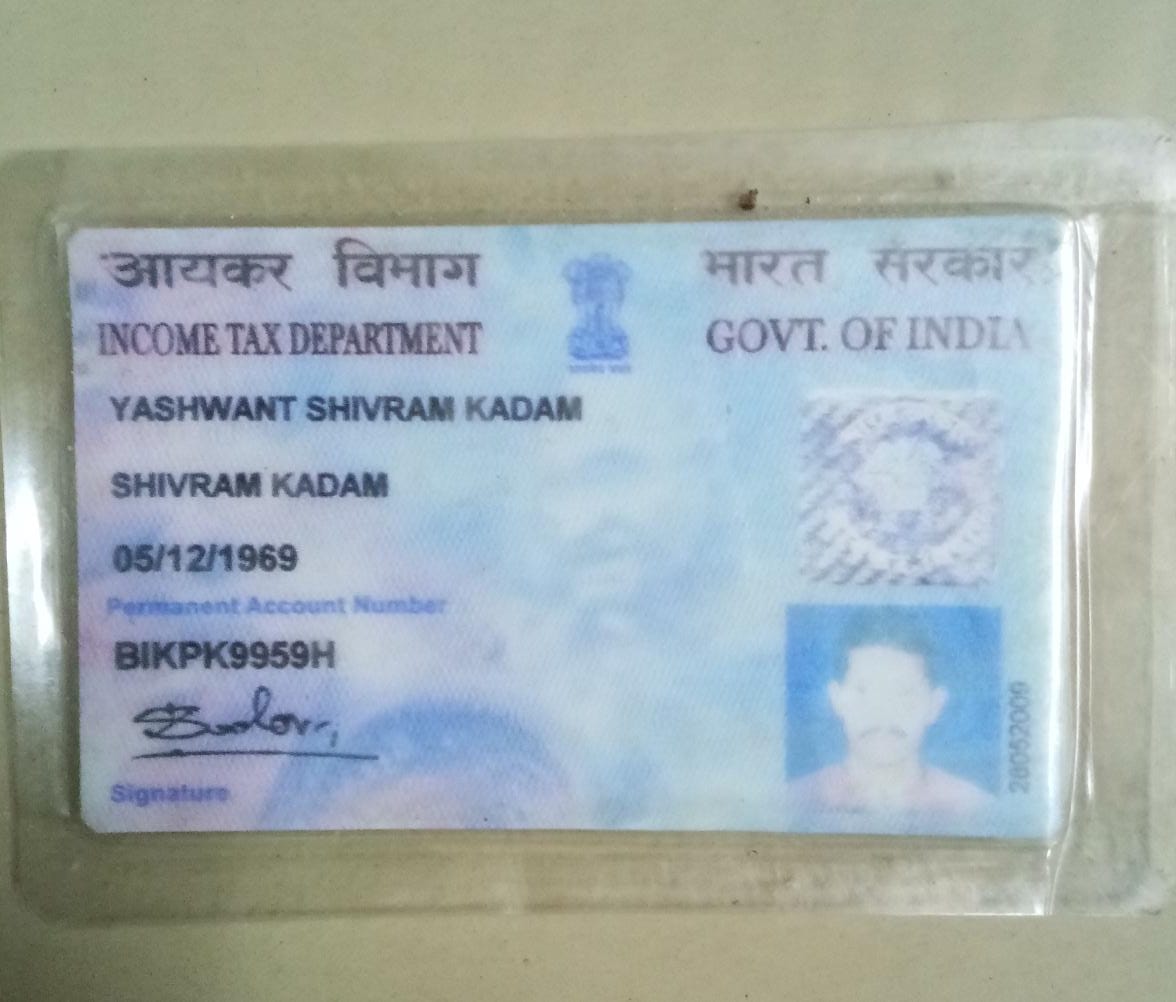 आयकर विभाग
भारत सरकार
INCOME TAX DEPARTMENT
GOVT. OF INDIA
YASHWANT SHIVRAM KADAM
SHIVRAM KADAM
05/12/1969
Permanent Account Number
BIKPK9959H
Signature
28052009